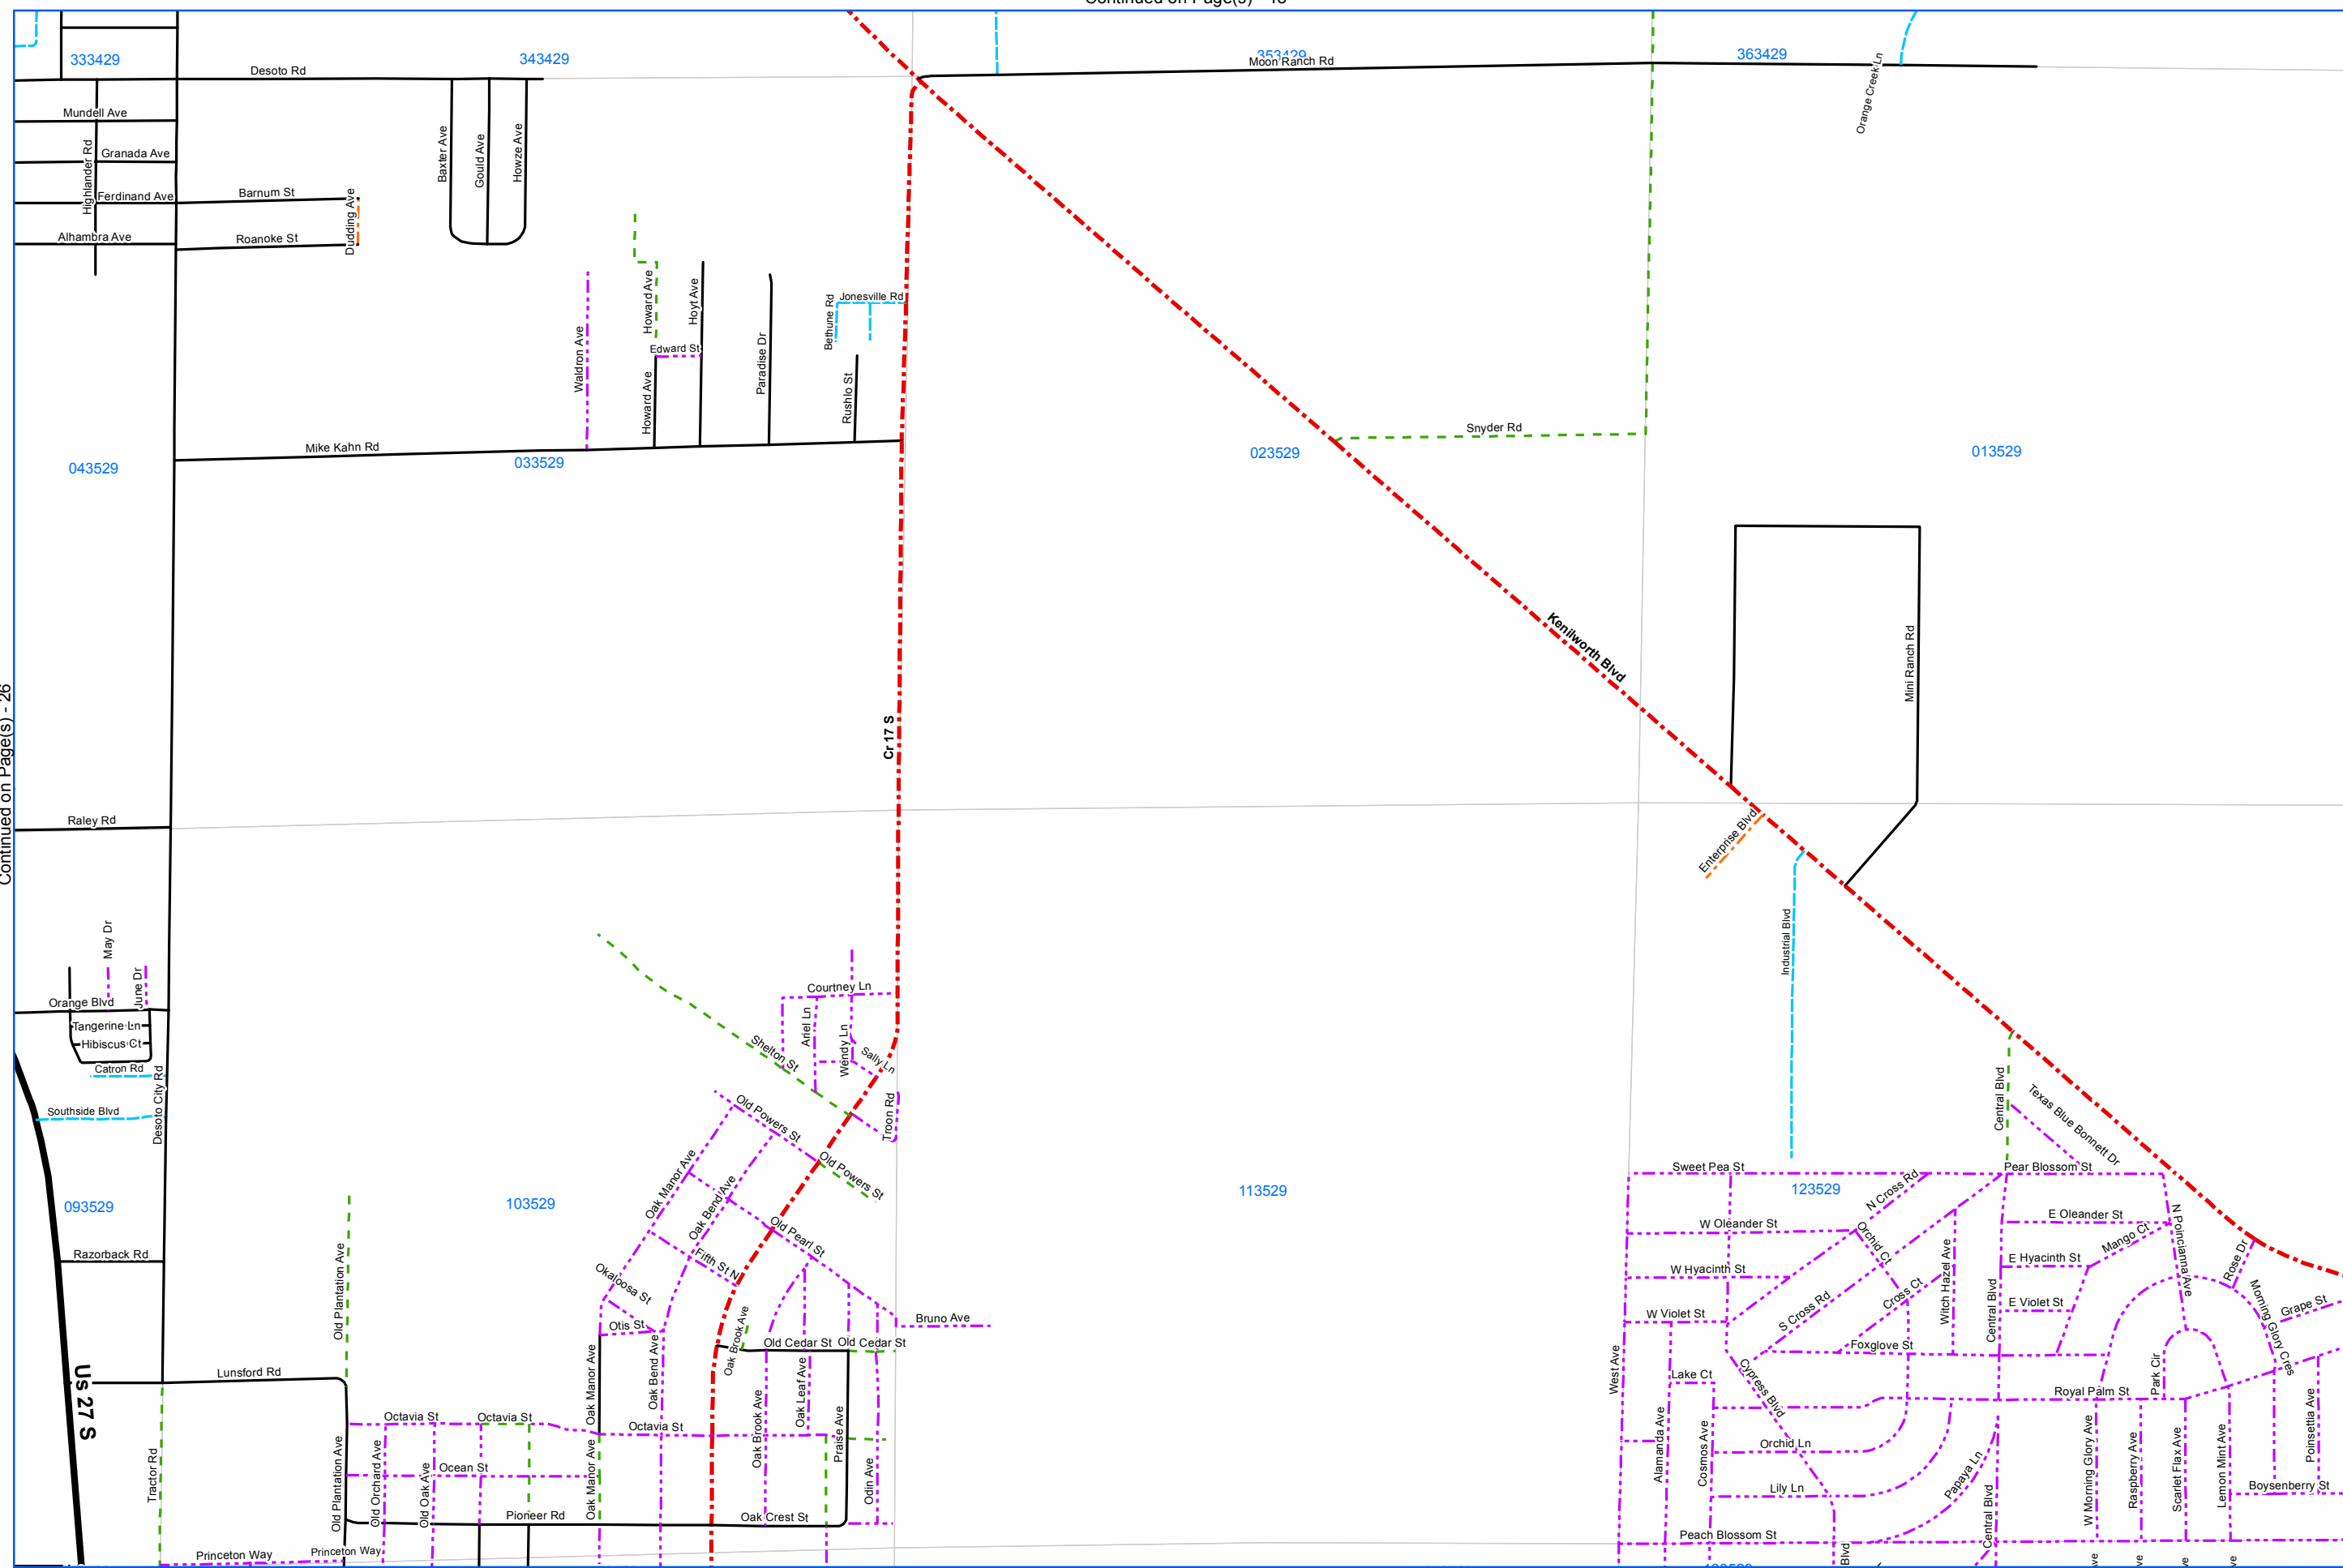 333429
343429
353429
363429
Desoto Rd
Moon Ranch Rd
Orange Creek Ln
Mundell Ave
Highlander Rd
Granada Ave
Ferdinand Ave
Alhambra Ave
Barnum St
Roanoke St
Dudding Ave
Baxter Ave
Gould Ave
Howze Ave
Waldron Ave
Howard Ave
Hoyt Ave
Edward St
Howard Ave
Paradise Dr
Bethune Rd
Jonesville Rd
Rushlo St
Mike Kahn Rd
Snyder Rd
043529
033529
023529
013529
Kenilworth Blvd
Mini Ranch Rd
Cr 17 S
Continued on Page(s) - 26
Raley Rd
Enterprise Blvd
Industrial Blvd
May Dr
June Dr
Orange Blvd
Tangerine Ln
Hibiscus Ct
Catron Rd
Southside Blvd
Desoto City Rd
Courtney Ln
Ariel Ln
Wendy Ln
Sally Ln
Shelton St
Troon Rd
Old Powers St
Old Powers St
Oak Manor Ave
Oak Bend Ave
Old Pearl St
Fifth St N
Okaloosa St
Otis St
Bruno Ave
Oak Brook Ave
Old Cedar St
Old Cedar St
093529
103529
113529
123529
Razorback Rd
Old Plantation Ave
Lunsford Rd
Us 27 S
Tractor Rd
Octavia St
Octavia St
Octavia St
Oak Manor Ave
Oak Bend Ave
Oak Leaf Ave
Oak Brook Ave
Praise Ave
Odin Ave
Old Plantation Ave
Old Orchard Ave
Old Oak Ave
Ocean St
Oak Manor Ave
Pioneer Rd
Oak Crest St
Princeton Way
Princeton Way
Central Blvd
Texas Blue Bonnett Dr
Sweet Pea St
Pear Blossom St
N Cross Rd
W Oleander St
Orchid Ct
E Oleander St
Mango Ct
N Poincianna Ave
W Hyacinth St
E Hyacinth St
Witch Hazel Ave
Cross Ct
S Cross Rd
W Violet St
E Violet St
Central Blvd
Rose Dr
Morning Glory Cres
Grape St
Foxglove St
West Ave
Lake Ct
Cypress Blvd
Park Cir
Royal Palm St
Poinsettia Ave
Alamanda Ave
Cosmos Ave
Orchid Ln
Lily Ln
Papaya Ln
W Morning Glory Ave
Raspberry Ave
Scarlet Flax Ave
Lemon Mint Ave
Boysenberry St
Peach Blossom St
Central Blvd
Blvd